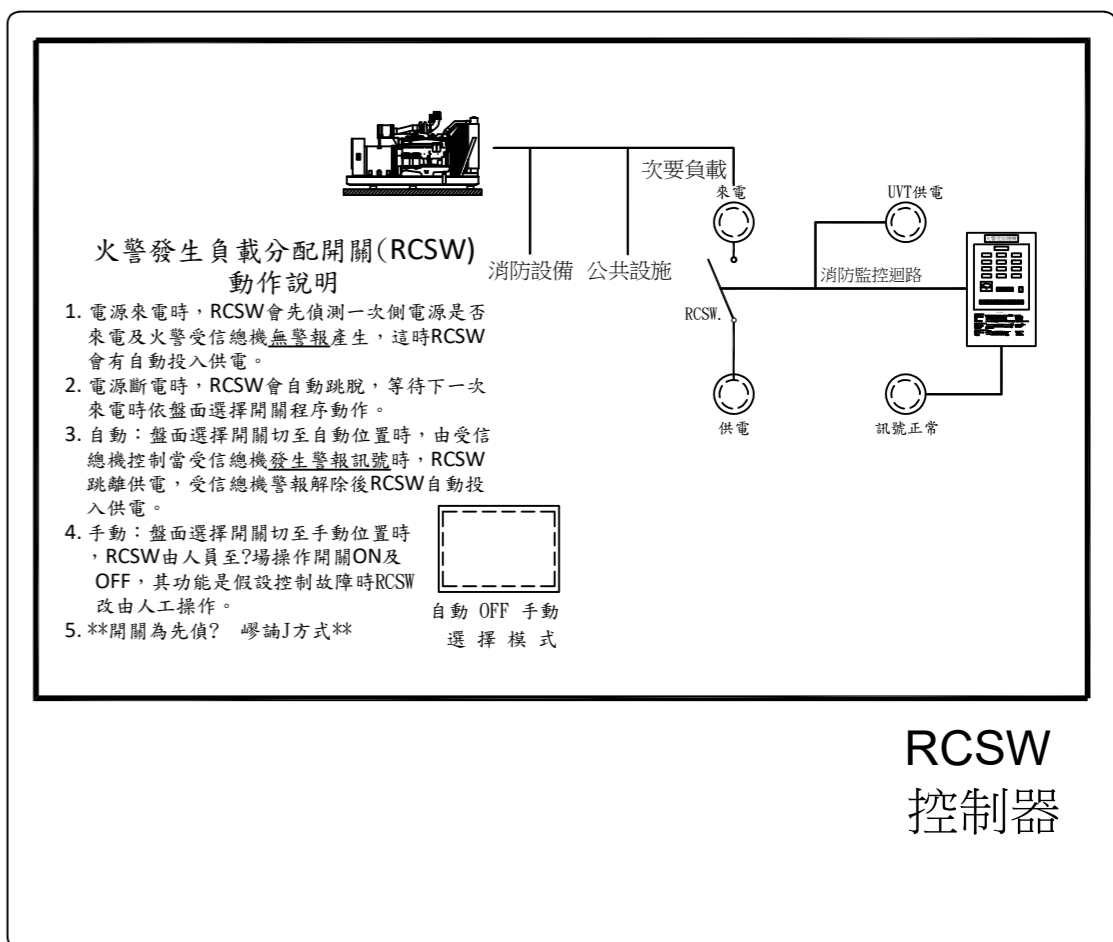 次要負載
來電
UVT供電
火警發生負載分配開關(RCSW)
動作說明
消防設備 公共設施
消防監控迴路
RCSW.
供電
訊號正常
1. 電源來電時，RCSW會先偵測一次側電源是否
來電及火警受信總機無警報產生，這時RCSW
會有自動投入供電。
2. 電源斷電時，RCSW會自動跳脫，等待下一次
來電時依盤面選擇開關程序動作。
3. 自動：盤面選擇開關切至自動位置時，由受信
總機控制當受信總機發生警報訊號時，RCSW
跳離供電，受信總機警報解除後RCSW自動投
入供電。
4. 手動：盤面選擇開關切至手動位置時
，RCSW由人員至?場操作開關ON及
OFF，其功能是假設控制故障時RCSW
改由人工操作。
5. **開關為先偵? 嶋誦J方式**
自動 OFF 手動
選擇模式
RCSW
控制器